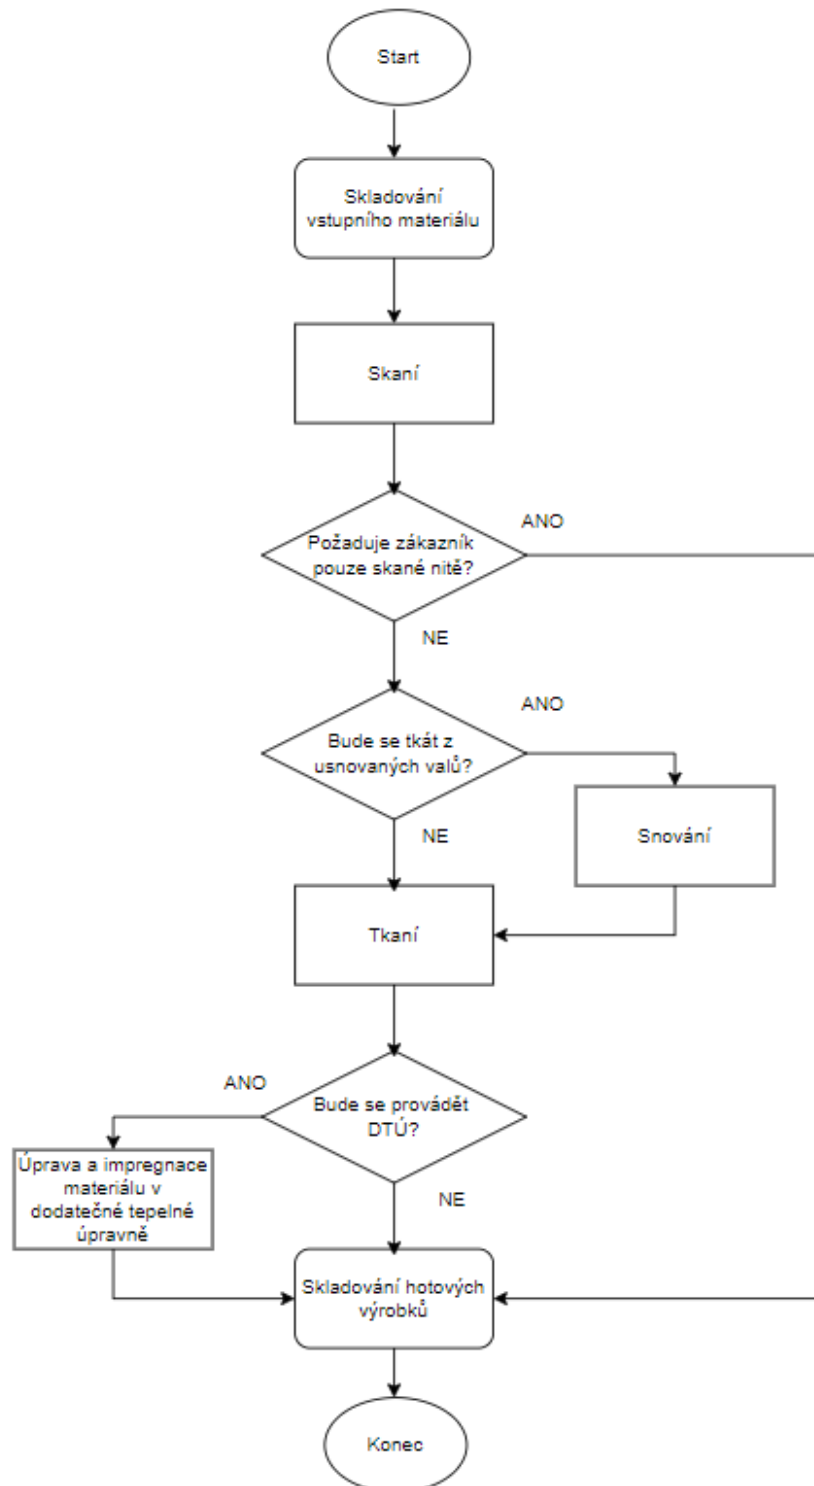 Start
Skladování
vstupního materiálu
Skaní
Požaduje zákazník
pouze skané nitě?
ANO
NE
Bude se tkát z
usnovaných valů?
ANO
NE
Snování
Tkaní
Bude se provádět
DTÚ?
ANO
NE
Úprava a impregnace
materiálu v
dodatečné tepelné
úpravně
Skladování hotových
výrobků
Konec